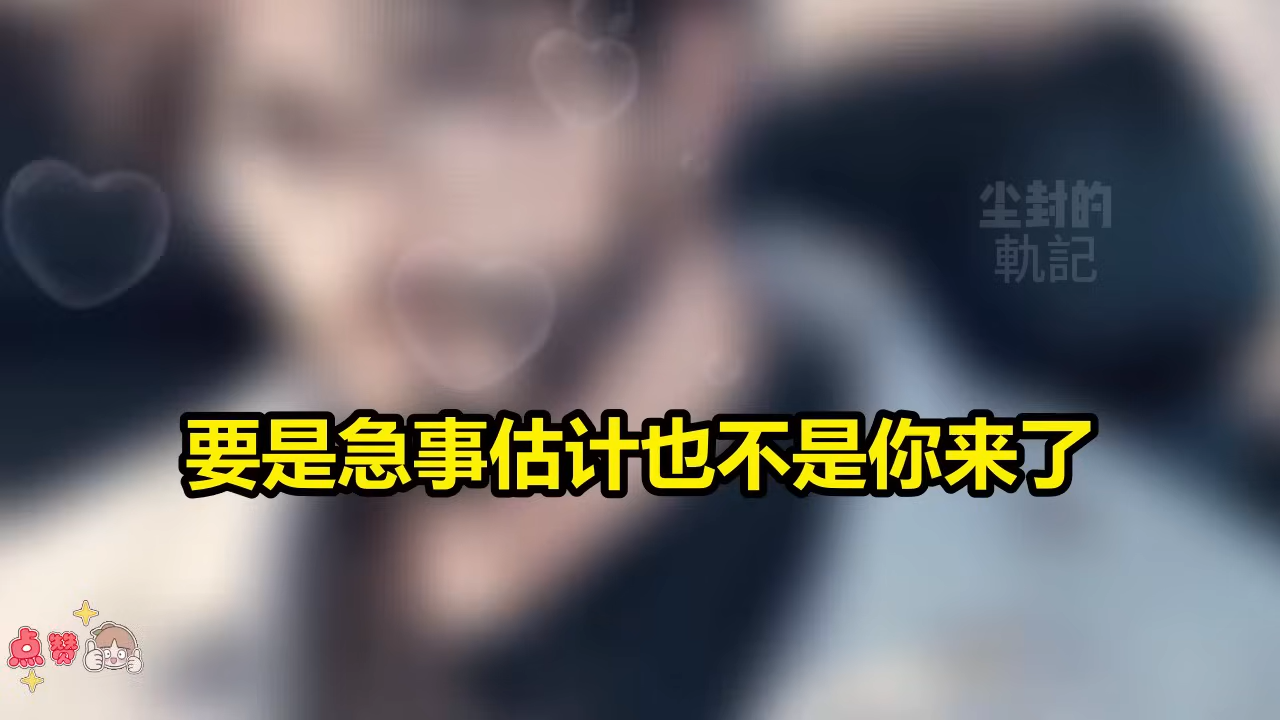 尘封的
軌記
要是急事估计也不是你来了
点赞